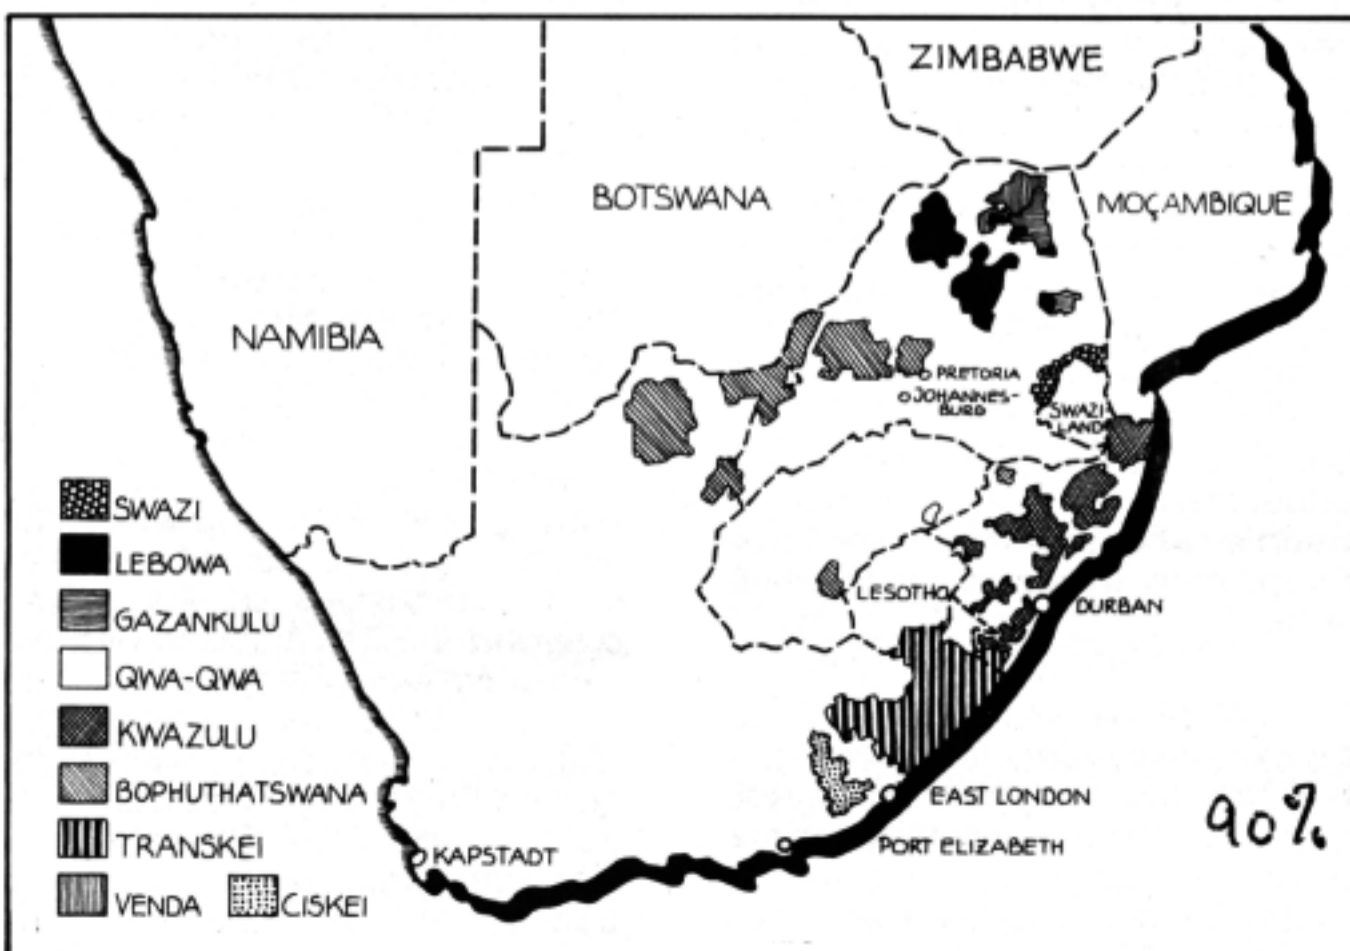 ZIMBABWE
BOTSWANA
MOÇAMBIQUE
NAMIBIA
PRETORIA
JOHANNES-
BURG
SWAZI
LAND
SWAZI
LEBOWA
GAZANKULU
QWA-QWA
KWAZULU
BOPHUTHATSWANA
TRANSKEI
VENDA
CISKEI
LESOTHO
DURBAN
EAST LONDON
PORT ELIZABETH
KAPSTADT
90%